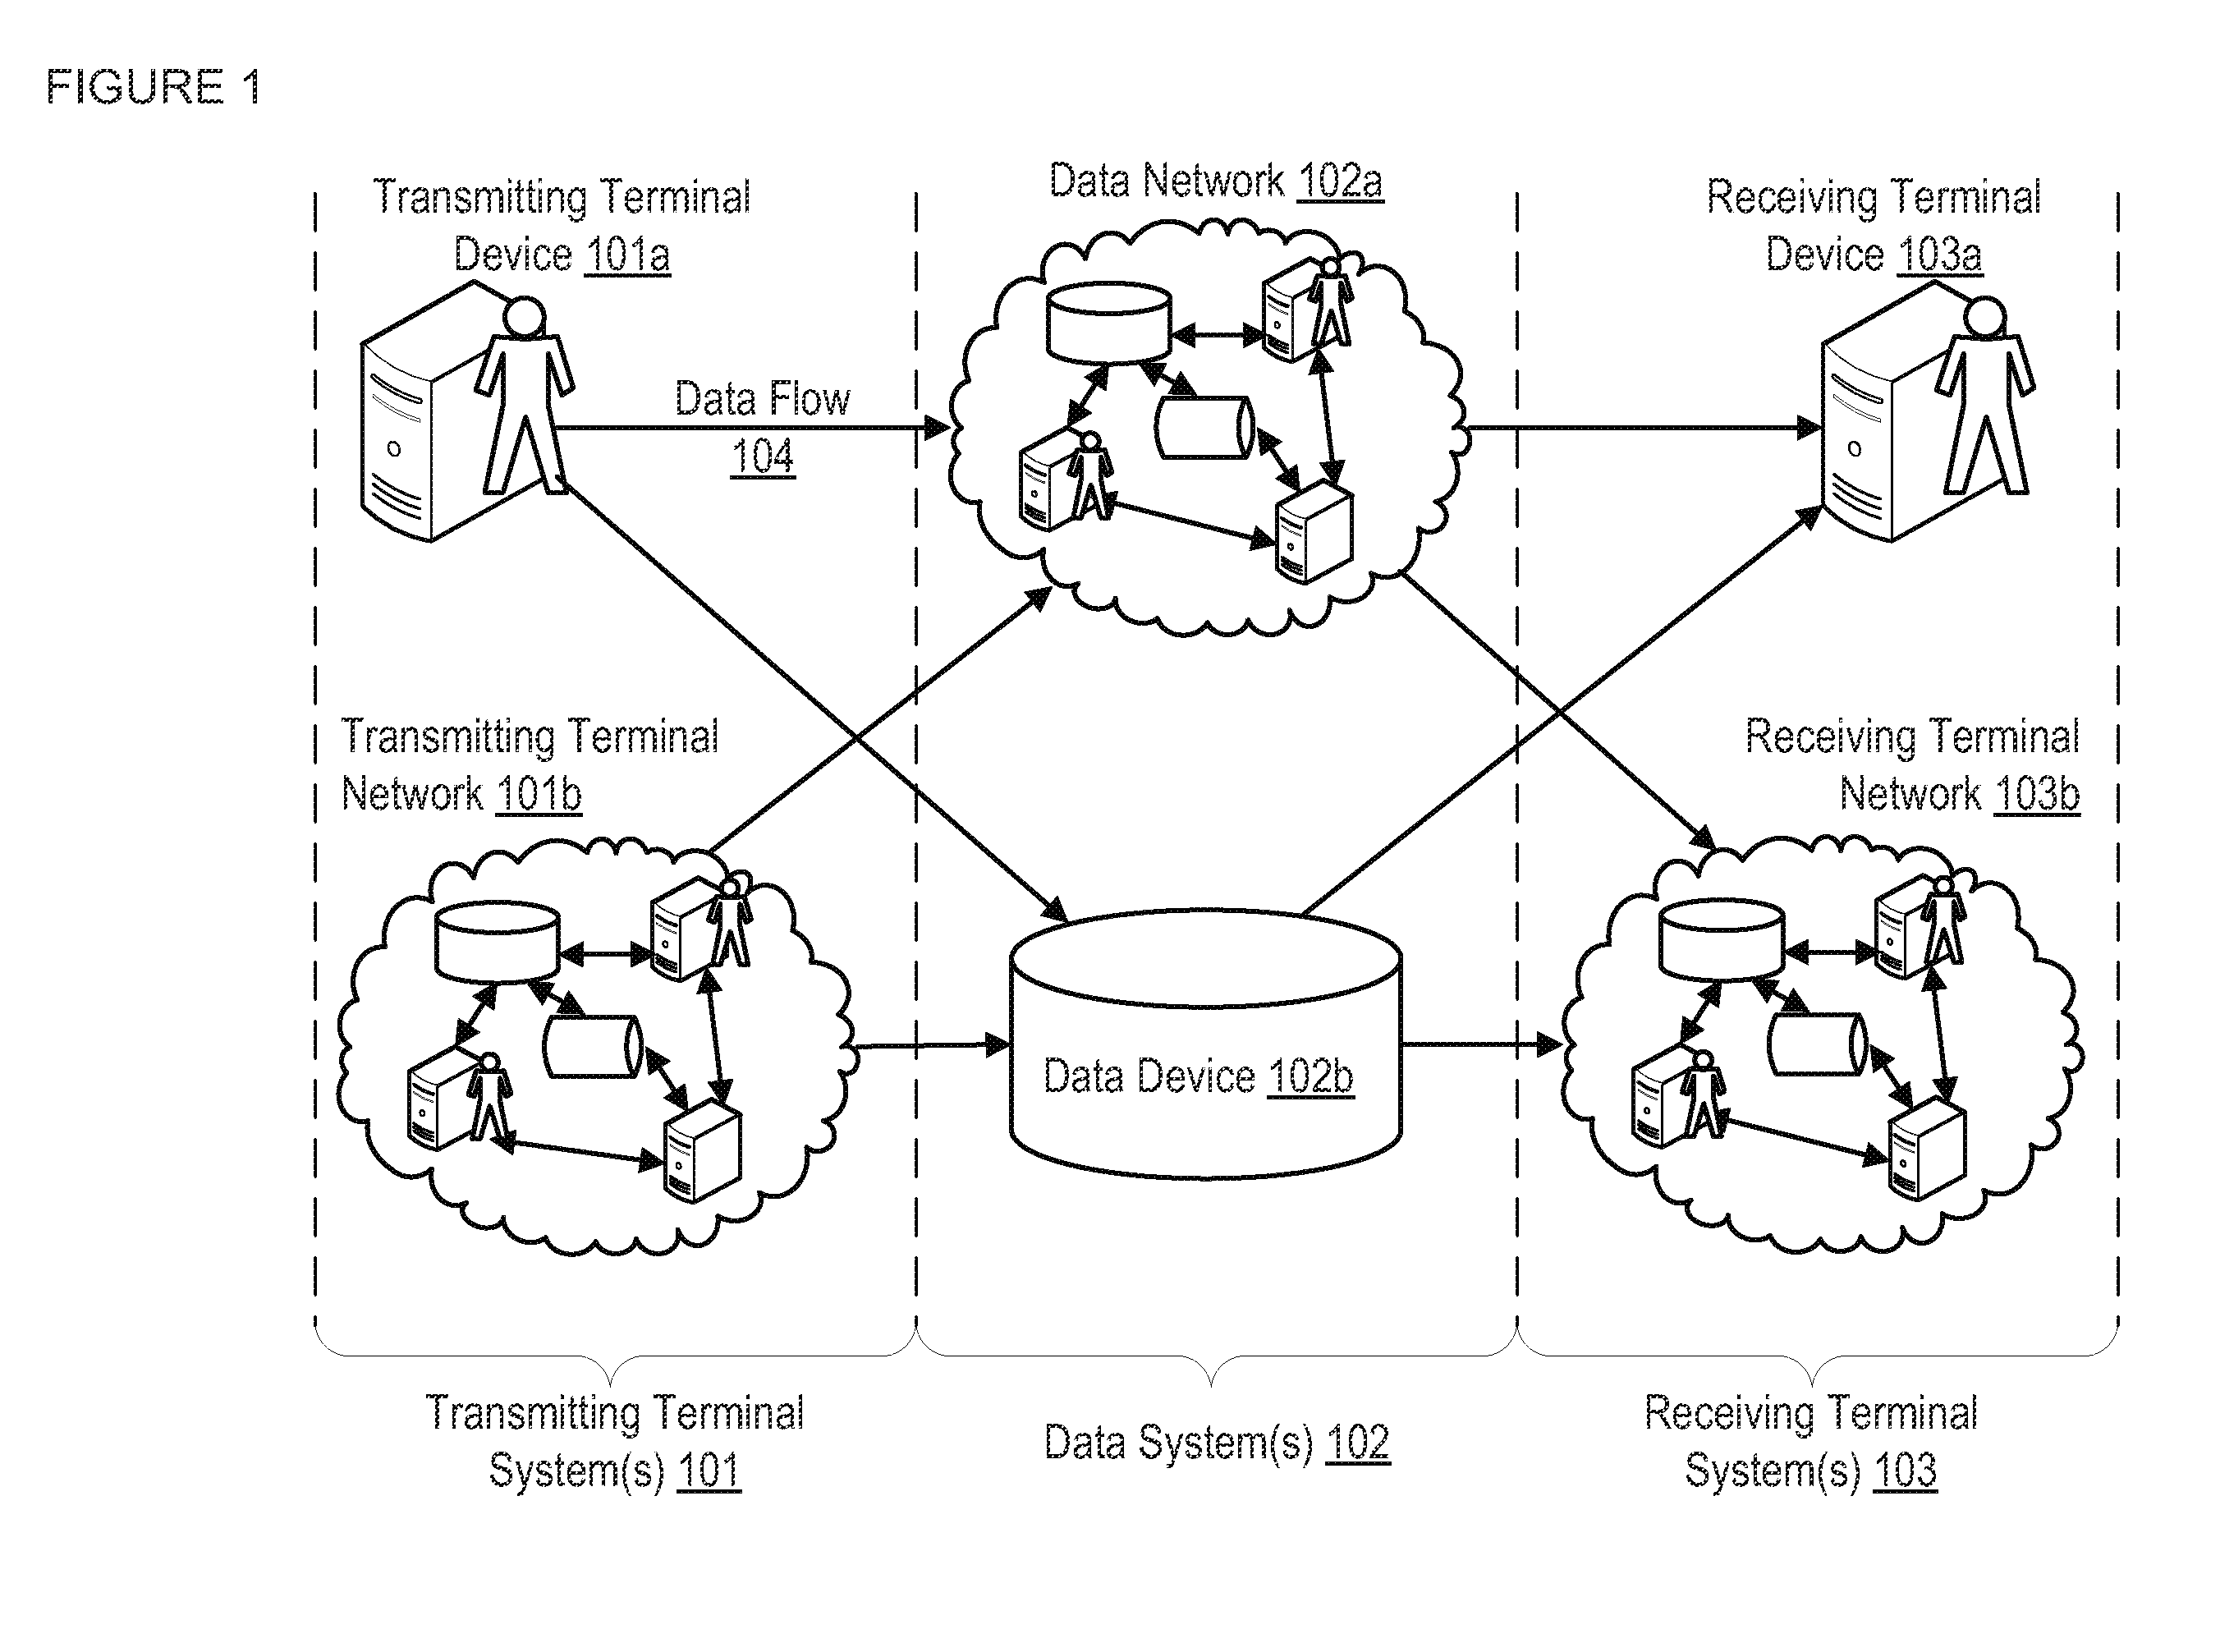 FIGURE 1
Transmitting Terminal
Device 101a
Data Network 102a
Receiving Terminal
Device 103a
Data Flow
104
Transmitting Terminal
Network 101b
Receiving Terminal
Network 103b
Data Device 102b
Transmitting Terminal
System(s) 101
Data System(s) 102
Receiving Terminal
System(s) 103